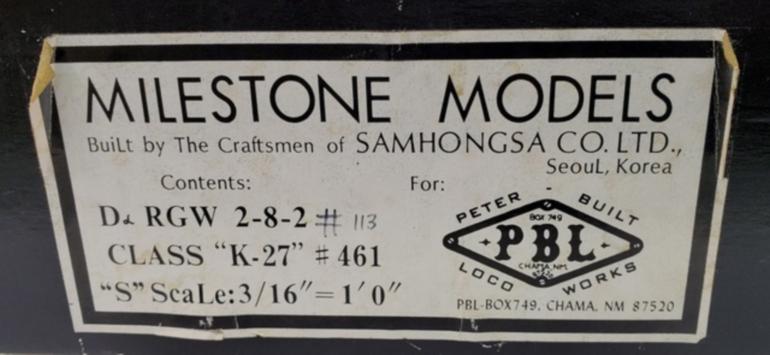 MILESTONE MODELS
BuiLt by The Craftsmen of SAMHONGSA CO. LTD.,
SeouL, Korea
Contents:
For:
D& RGW 2-8-2 # 113
CLASS "K-27" # 461
"S" ScaLe: 3/16" = 1' 0"
PETER - BUILT
BOX 749
PBL
CHAMA, NM
LOCO WORKS
PBL-BOX749, CHAMA, NM 87520